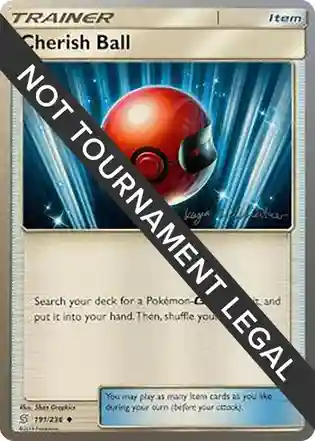 TRAINER Item
Cherish Ball
NOT TOURNAMENT LEGAL
Search your deck for a Pokémon-
put it into your hand. Then, shuffle
Illus. Shin Graphics
191/236
You may play as many Item cards as you like
during your turn (before your attack).